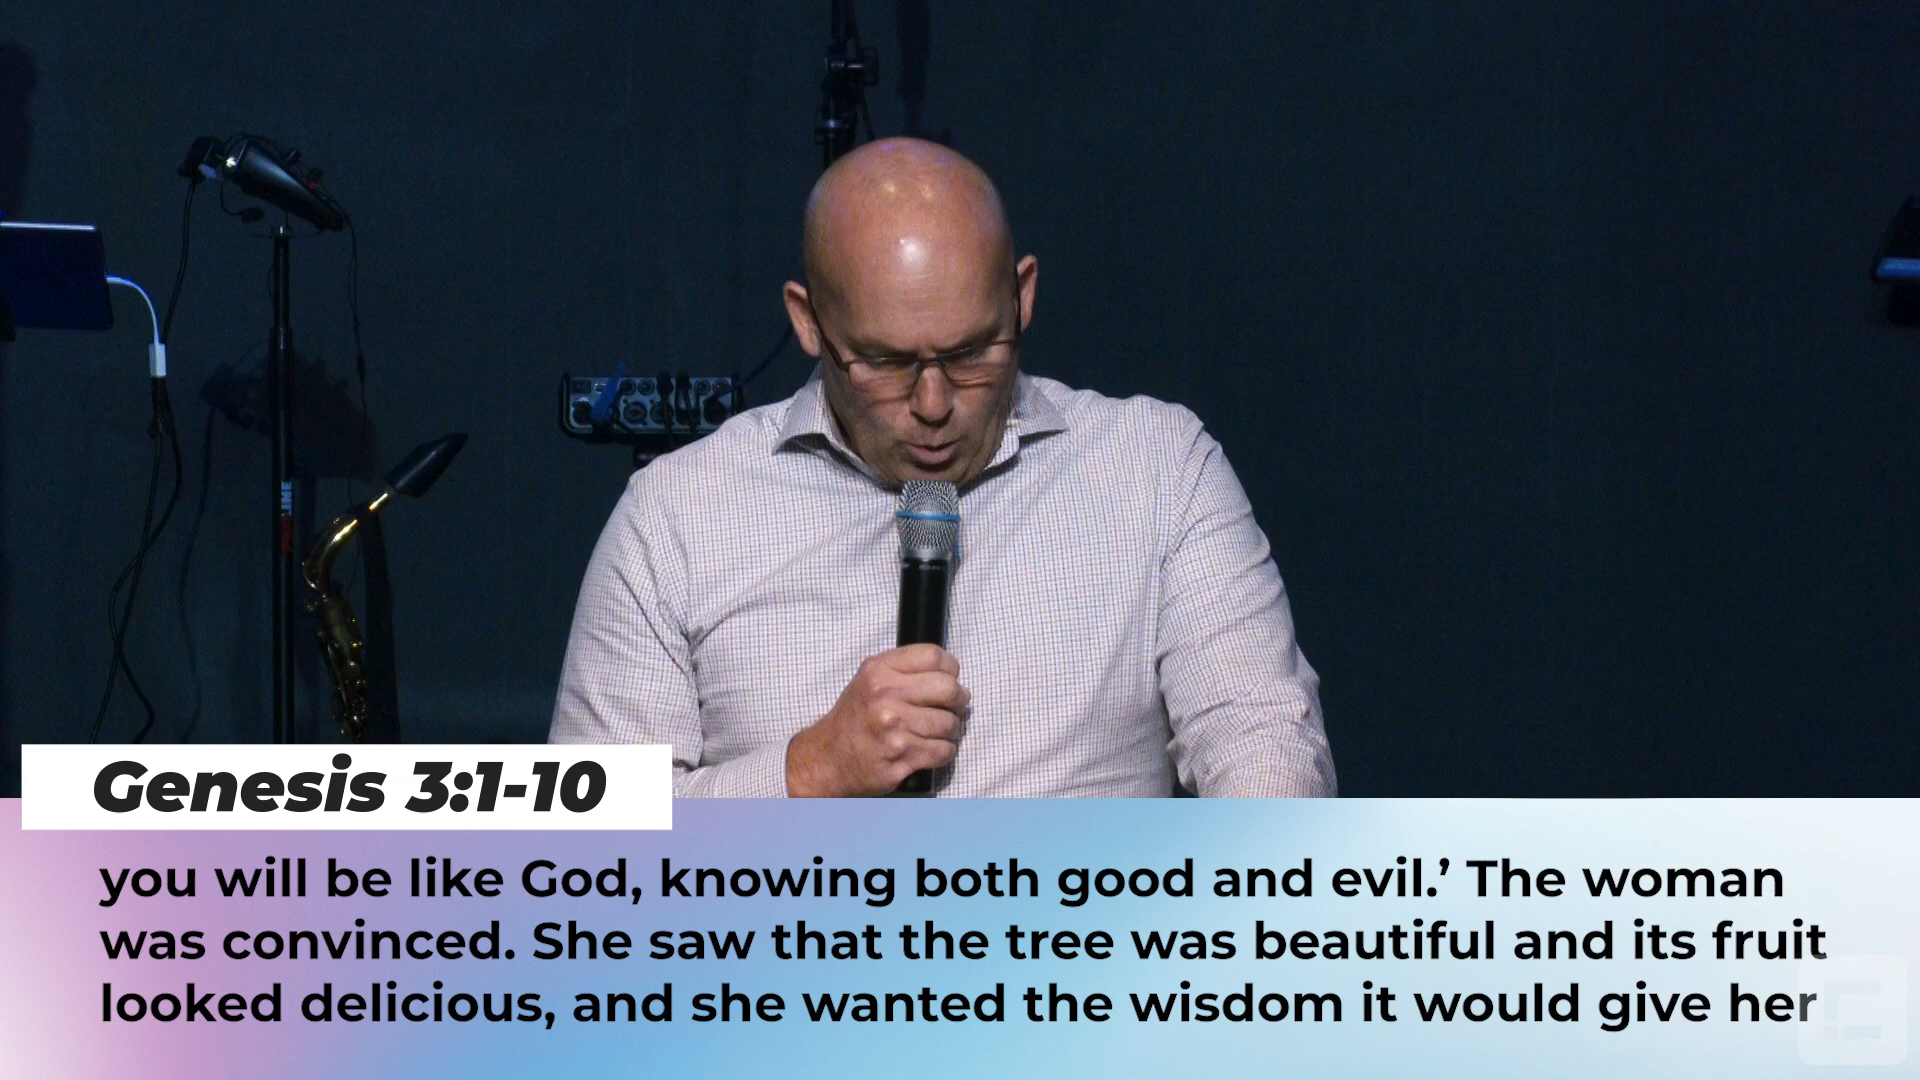 Genesis 3:1-10
you will be like God, knowing both good and evil.’ The woman
was convinced. She saw that the tree was beautiful and its fruit
looked delicious, and she wanted the wisdom it would give her